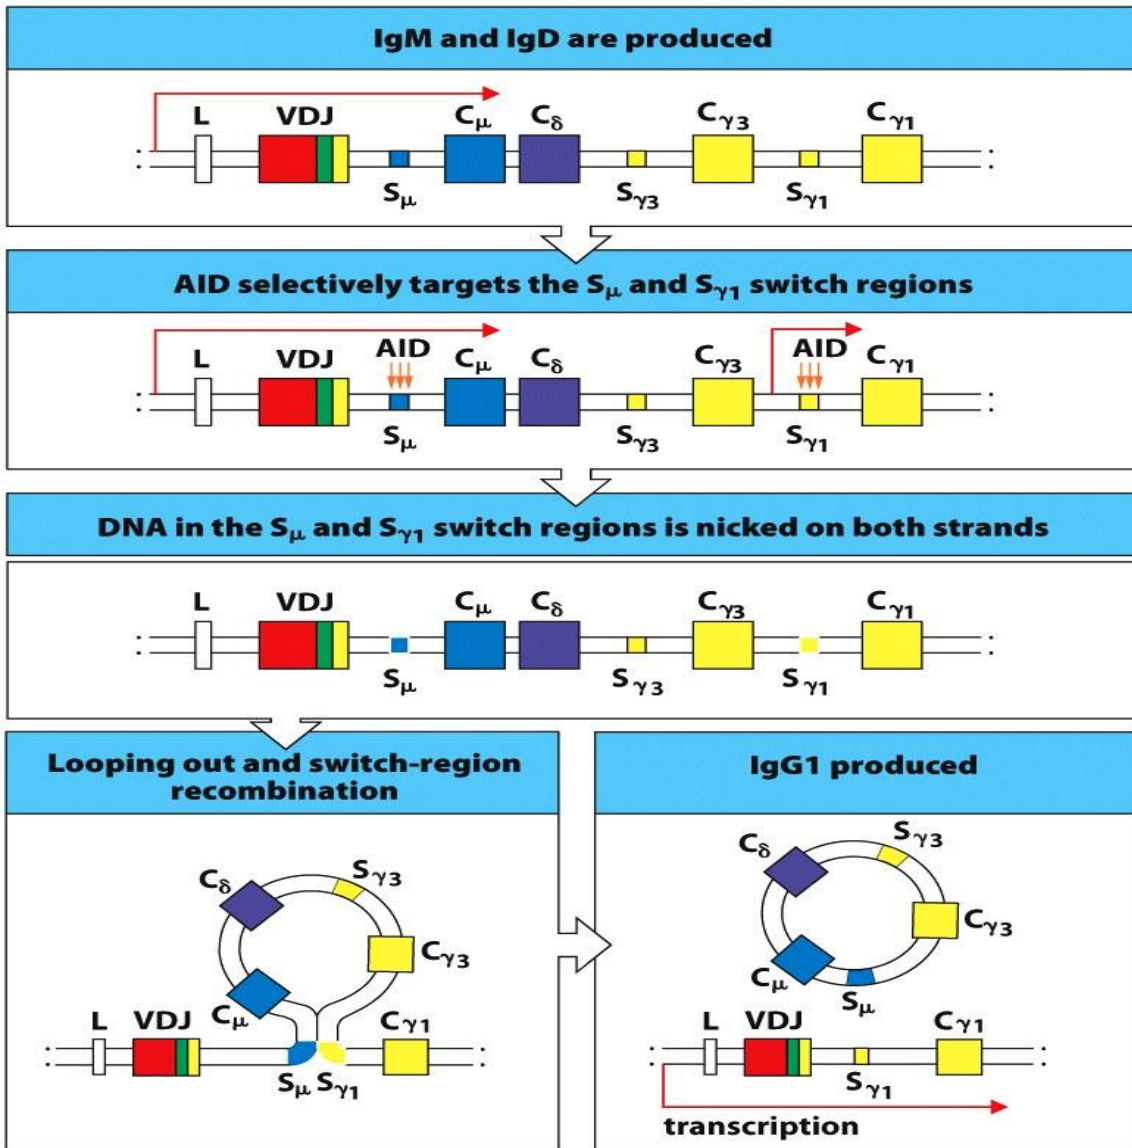 IgM and IgD are produced
L VDJ Cμ Cδ Cγ3 Cγ1
Sμ Sγ3 Sγ1
AID selectively targets the Sμ and Sγ1 switch regions
L VDJ AID Cμ Cδ Cγ3 AID Cγ1
Sμ Sγ3 Sγ1
DNA in the Sμ and Sγ1 switch regions is nicked on both strands
L VDJ Cμ Cδ Cγ3 Cγ1
Sμ Sγ3 Sγ1
Looping out and switch-region
recombination
Cδ Sγ3
Cγ3
Cμ
L VDJ Cγ1
Sμ Sγ1
IgG1 produced
Sγ3
Cδ
Cγ3
Cμ Sμ
L VDJ Cγ1
Sγ1
transcription